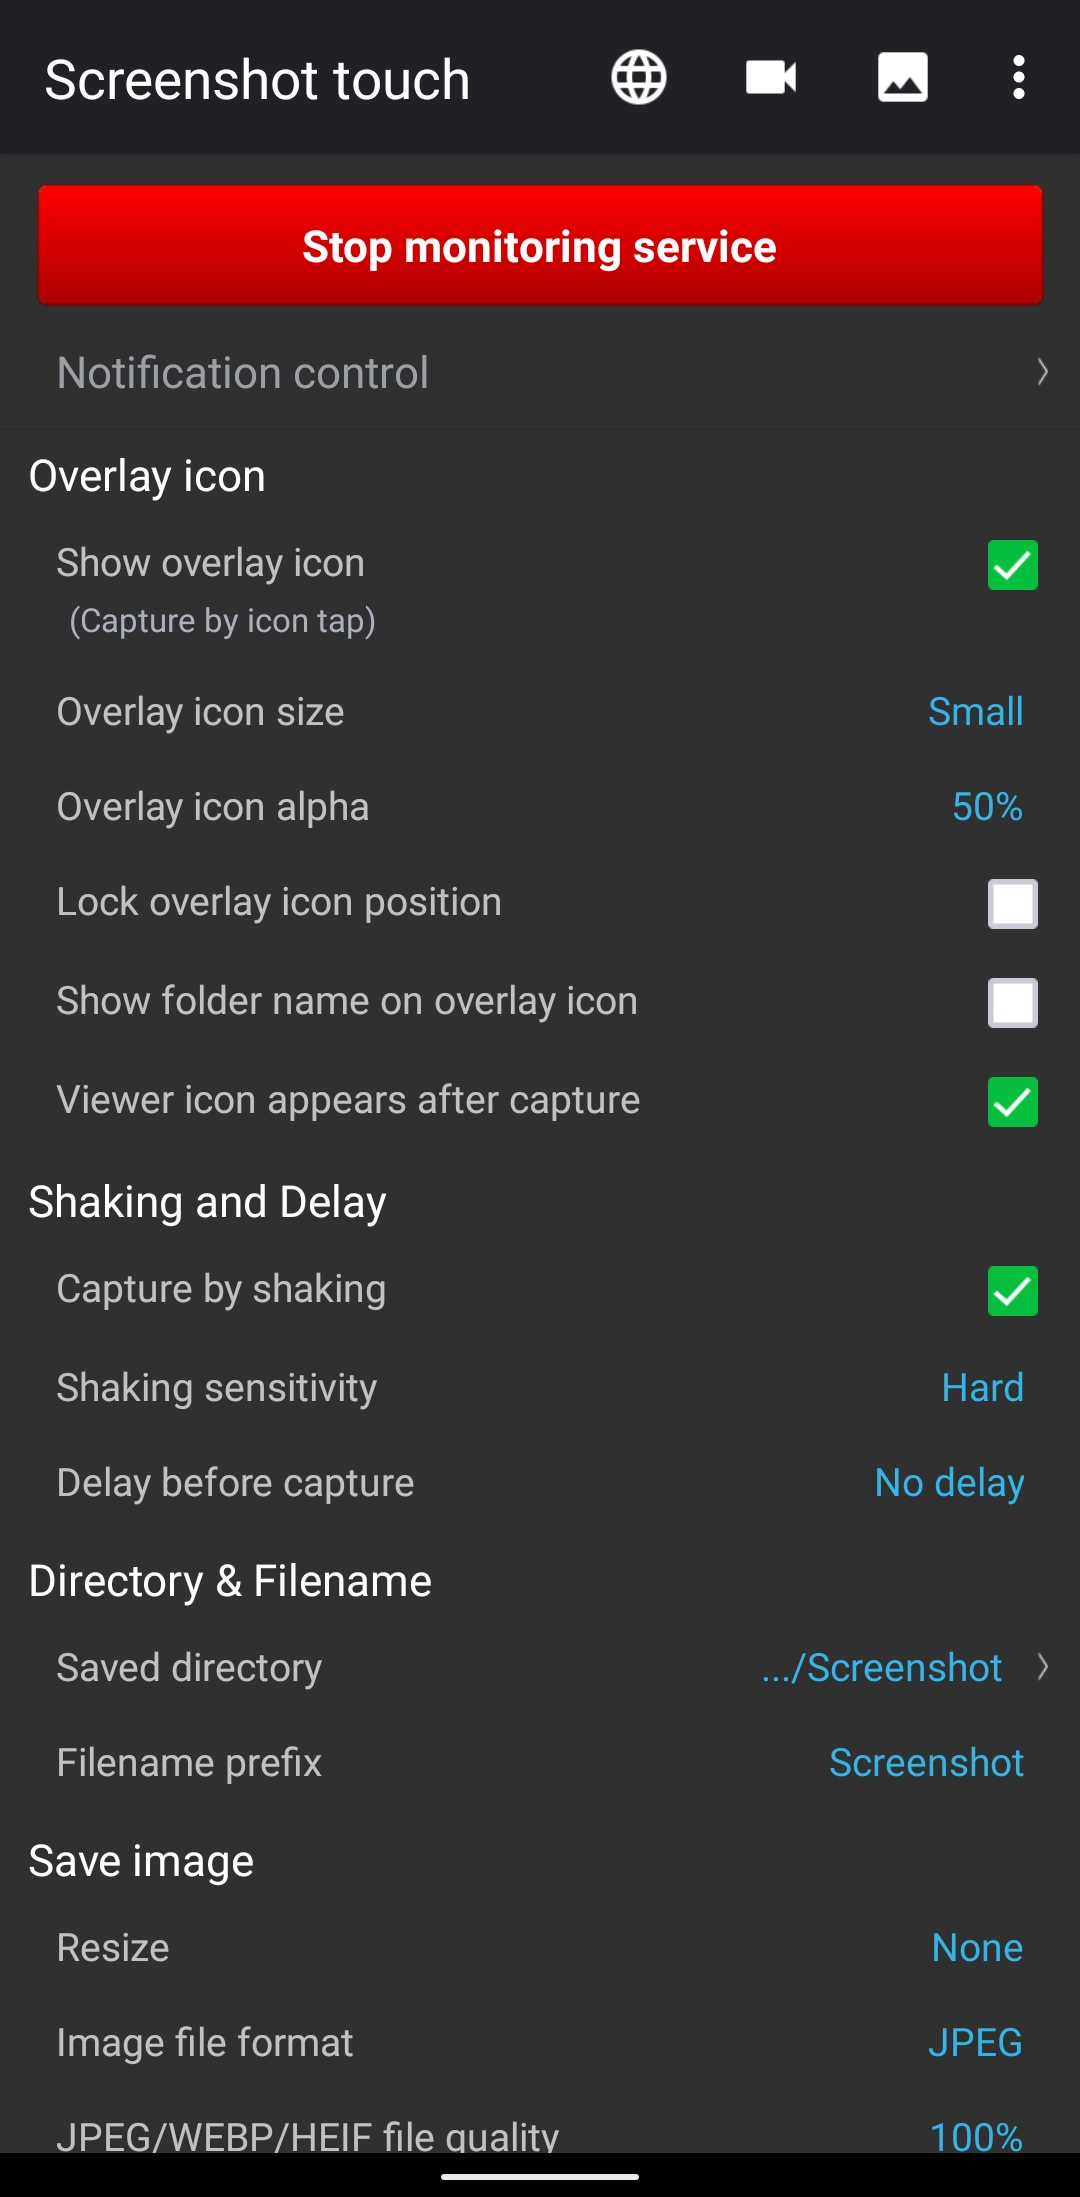 Screenshot touch
Stop monitoring service
Notification control
Overlay icon
Show overlay icon
(Capture by icon tap)
Overlay icon size Small
Overlay icon alpha 50%
Lock overlay icon position
Show folder name on overlay icon
Viewer icon appears after capture
Shaking and Delay
Capture by shaking
Shaking sensitivity Hard
Delay before capture No delay
Directory & Filename
Saved directory .../Screenshot
Filename prefix Screenshot
Save image
Resize None
Image file format JPEG
JPEG/WEBP/HEIF file quality 100%